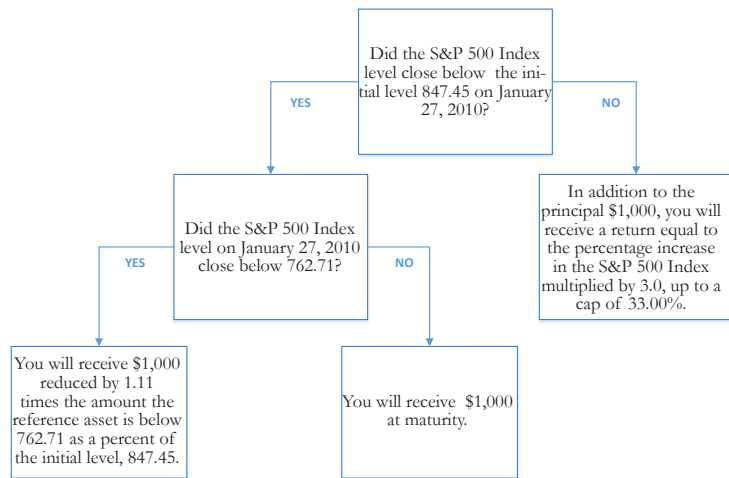 Did the S&P 500 Index
level close below the ini-
tial level 847.45 on January
27, 2010?
YES
NO
Did the S&P 500 Index
level on January 27, 2010
close below 762.71?
In addition to the
principal $1,000, you will
receive a return equal to
the percentage increase
in the S&P 500 Index
multiplied by 3.0, up to a
cap of 33.00%.
YES
NO
You will receive $1,000
reduced by 1.11
times the amount the
reference asset is below
762.71 as a percent of
the initial level, 847.45.
You will receive $1,000
at maturity.